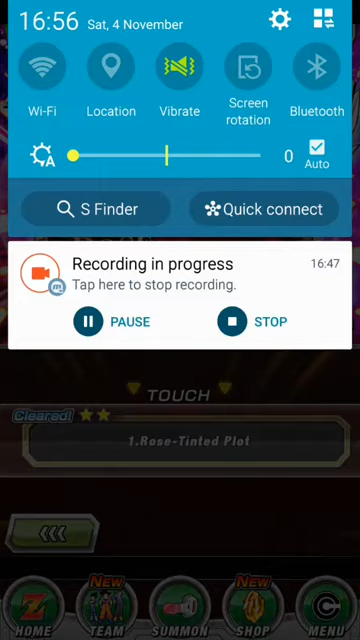 16:56 Sat, 4 November
Wi-Fi
Location
Vibrate
Screen
rotation
Bluetooth
A
0
Auto
S Finder
Quick connect
Recording in progress
16:47
Tap here to stop recording.
PAUSE
STOP
TOUCH
Cleared!
1.Rose-Tinted Plot
New
New
HOME
TEAM
SUMMON
SHOP
MENU